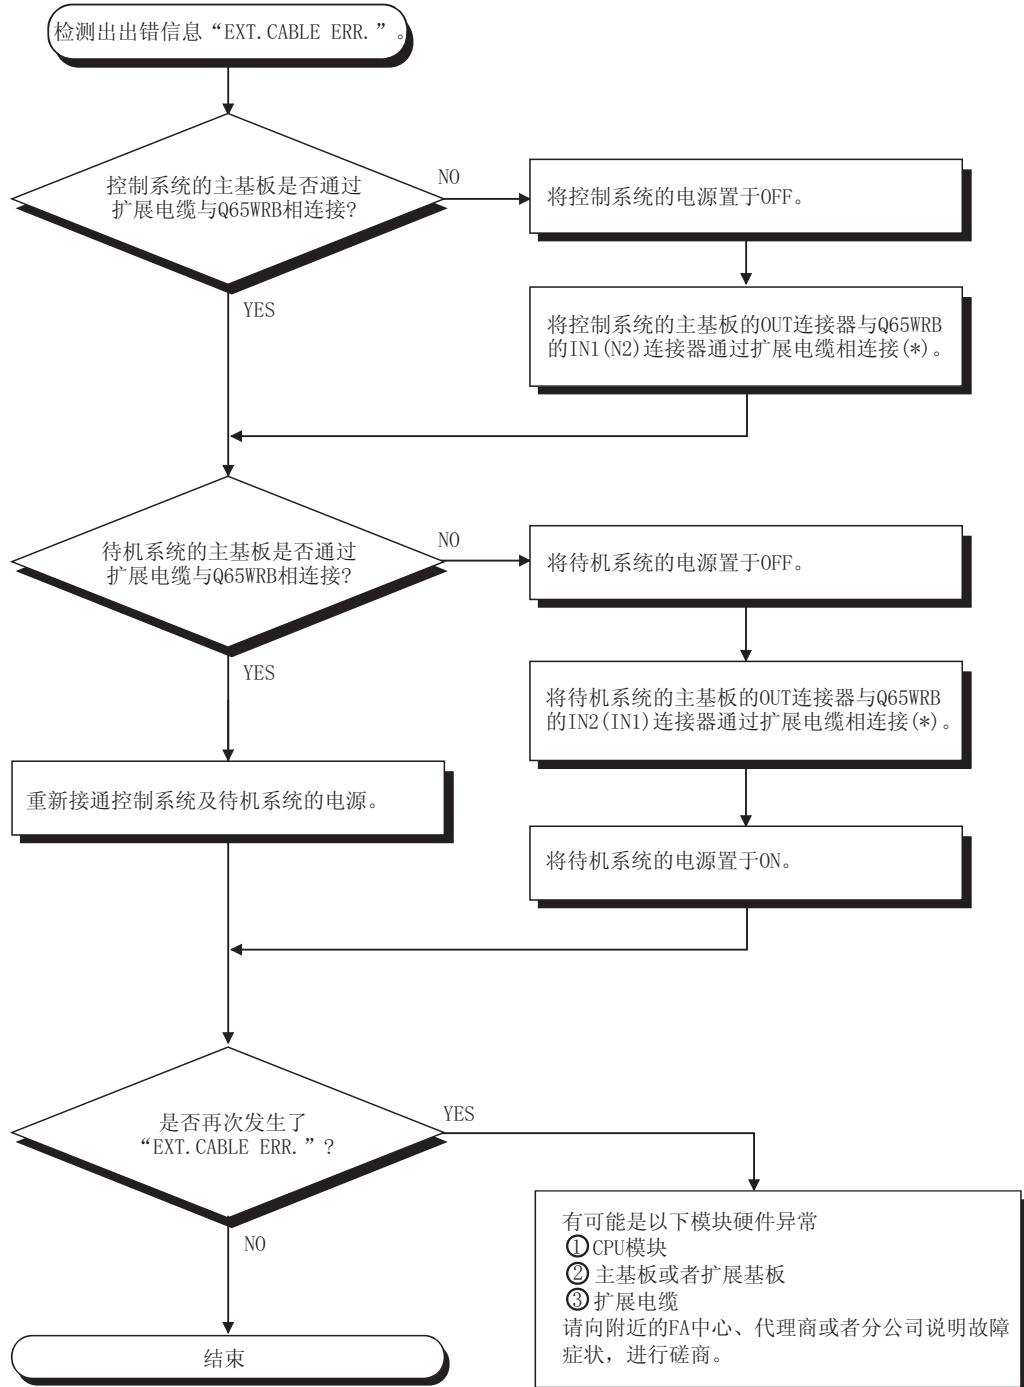 检测出出错信息“EXT.CABLE ERR.”。
控制系统的主基板是否通过
扩展电缆与Q65WRB相连接?
NO
将控制系统的电源置于OFF。
YES
将控制系统的主基板的OUT连接器与Q65WRB
的IN1(N2)连接器通过扩展电缆相连接(*)。
待机系统的主基板是否通过
扩展电缆与Q65WRB相连接?
NO
将待机系统的电源置于OFF。
YES
将待机系统的主基板的OUT连接器与Q65WRB
的IN2(IN1)连接器通过扩展电缆相连接(*)。
重新接通控制系统及待机系统的电源。
将待机系统的电源置于ON。
是否再次发生了
“EXT.CABLE ERR.”?
YES
NO
有可能是以下模块硬件异常
①CPU模块
②主基板或者扩展基板
③扩展电缆
请向附近的FA中心、代理商或者分公司说明故障
症状，进行磋商。
结束